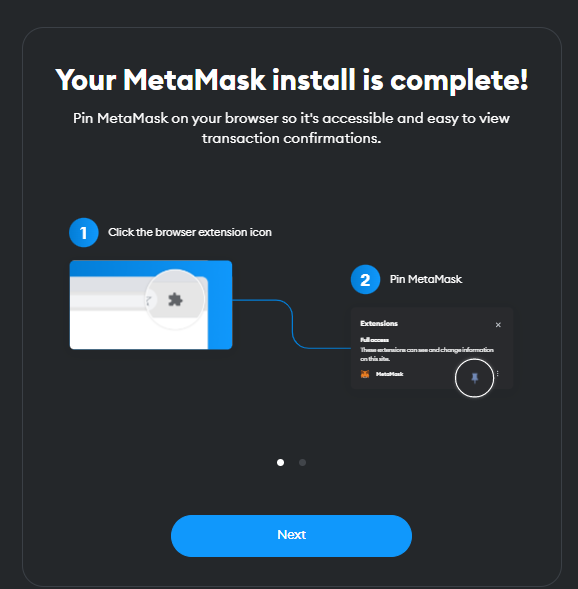 Your MetaMask install is complete!
Pin MetaMask on your browser so it's accessible and easy to view
transaction confirmations.
1
Click the browser extension icon
2
Pin MetaMask
Extensions
Full access
These extensions can see and change information
on this site.
MetaMask
Next